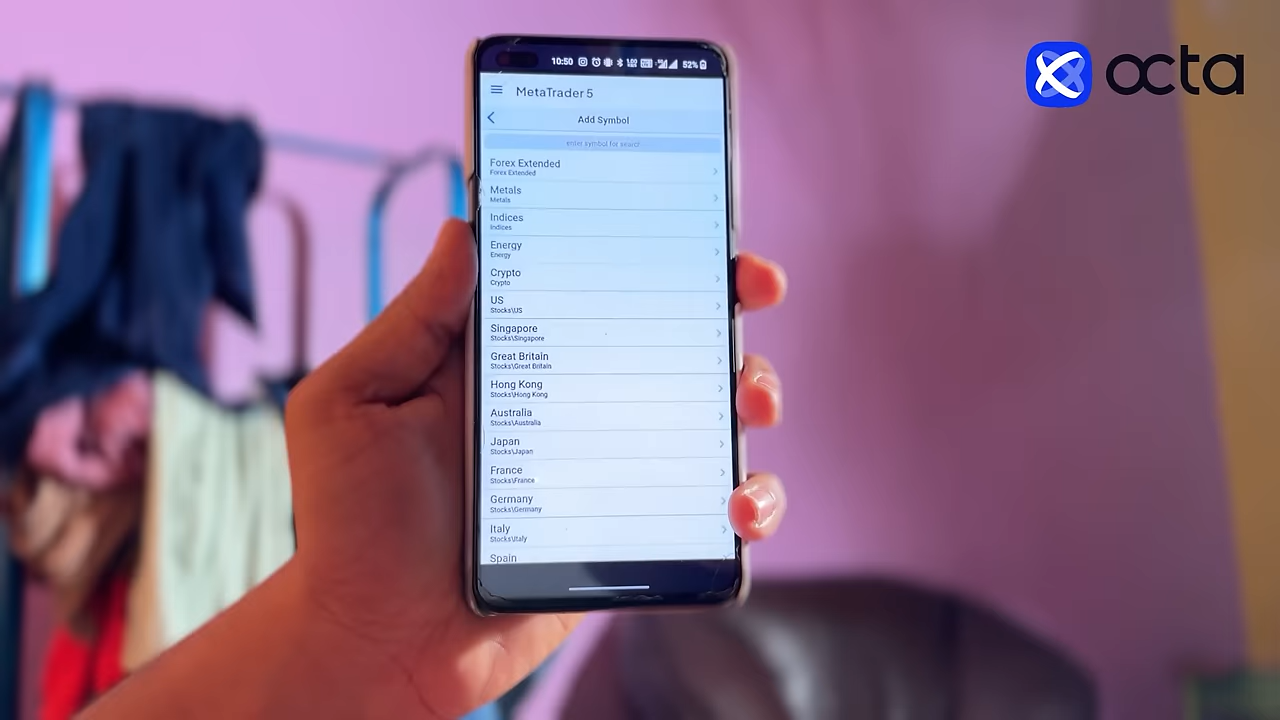 octa
10:50
52%
MetaTrader 5
Add Symbol
enter symbol for search
Forex Extended
Forex Extended
Metals
Metals
Indices
Indices
Energy
Energy
Crypto
Crypto
US
Stocks\US
Singapore
Stocks\Singapore
Great Britain
Stocks\Great Britain
Hong Kong
Stocks\Hong Kong
Australia
Stocks\Australia
Japan
Stocks\Japan
France
Stocks\France
Germany
Stocks\Germany
Italy
Stocks\Italy
Spain